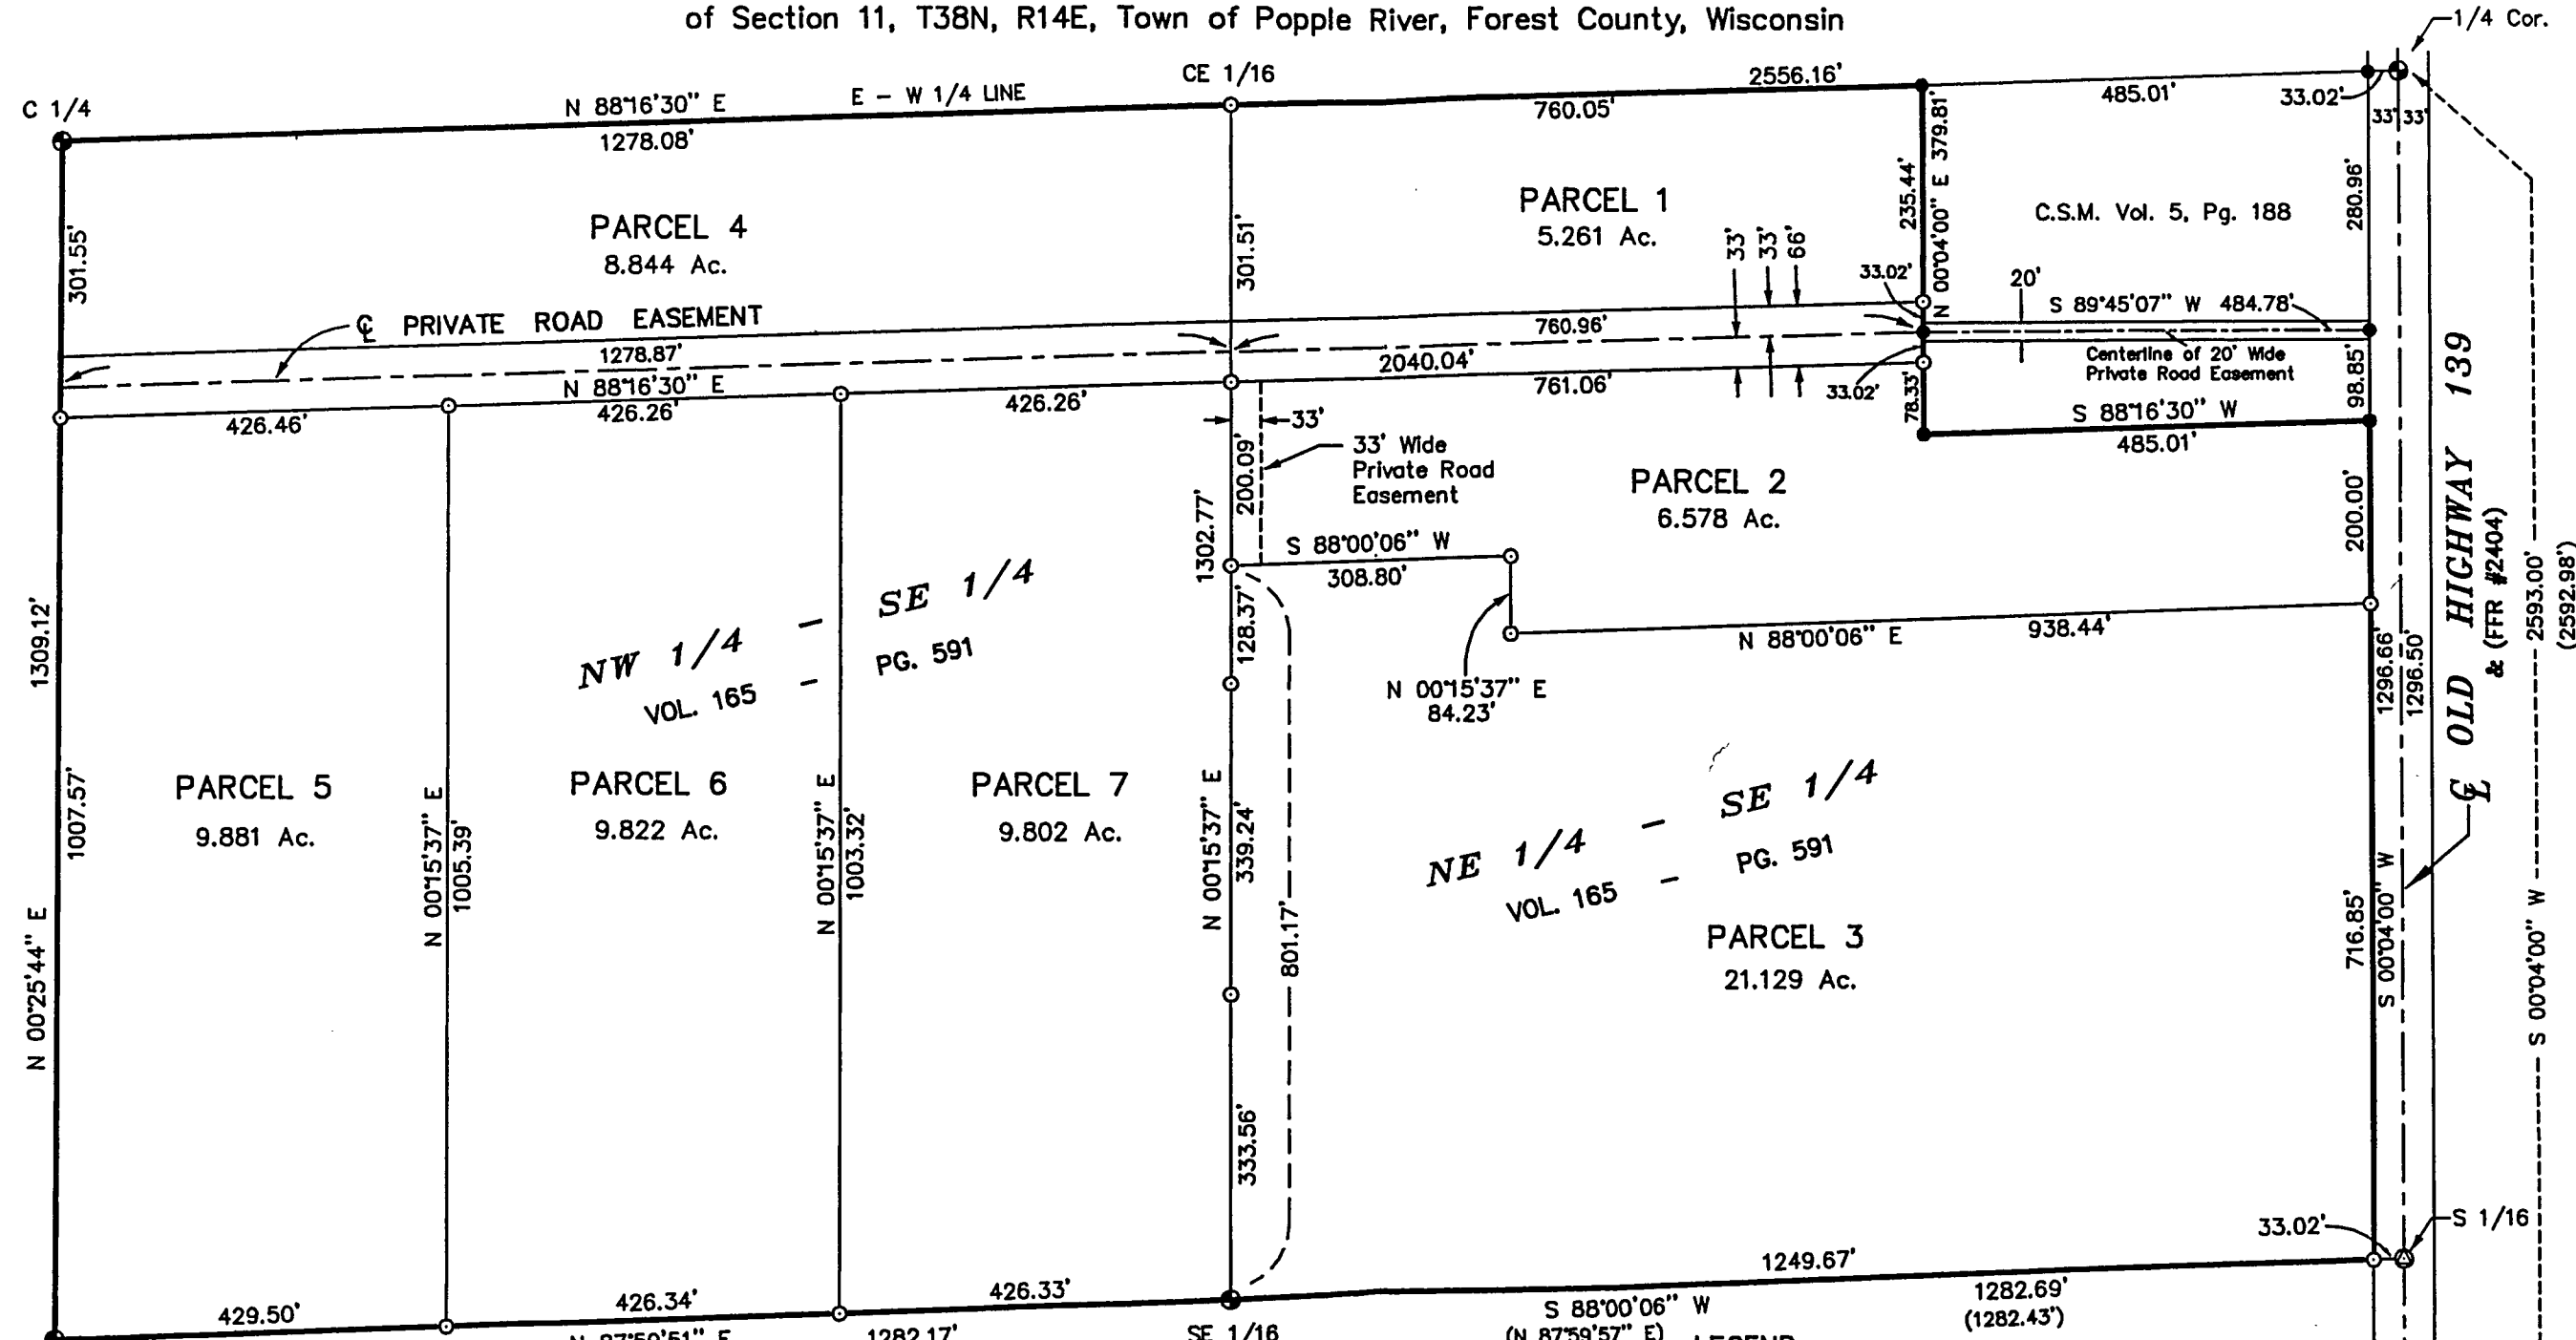 of Section 11, T38N, R14E, Town of Popple River, Forest County, Wisconsin
1/4 Cor.
C 1/4
N 88°16'30" E
E - W 1/4 LINE
1278.08'
CE 1/16
2556.16'
760.05'
485.01'
33.02'
33'
33'
301.55'
PARCEL 4
8.844 Ac.
301.51'
PARCEL 1
5.261 Ac.
33'
33'
66'
235.44'
N 00°04'00" E 379.81'
33.02'
C.S.M. Vol. 5, Pg. 188
280.96'
20'
S 89°45'07" W 484.78'
℄ PRIVATE ROAD EASEMENT
1278.87'
760.96'
2040.04'
Centerline of 20' Wide
Private Road Easement
98.85'
N 88°16'30" E
426.46'
426.26'
426.26'
761.06'
33.02'
78.33'
S 88°16'30" W
485.01'
33'
33' Wide
Private Road
Easement
200.09'
1302.77'
PARCEL 2
6.578 Ac.
200.00'
S 88°00'06" W
308.80'
N 00°15'37" E
84.23'
N 88°00'06" E
938.44'
128.37'
NW 1/4 - SE 1/4
VOL. 165 - PG. 591
1309.12'
1007.57'
N 00°25'44" E
PARCEL 5
9.881 Ac.
N 00°15'37" E
1005.39'
PARCEL 6
9.822 Ac.
N 00°15'37" E
1003.32'
PARCEL 7
9.802 Ac.
N 00°15'37" E
339.24'
801.17'
333.56'
NE 1/4 - SE 1/4
VOL. 165 - PG. 591
PARCEL 3
21.129 Ac.
1296.66'
1296.50'
716.85'
S 00°04'00" W
℄ OLD HIGHWAY 139
& (FFR #2404)
S 00°04'00" W
2593.00'
(2592.98')
33.02'
S 1/16
429.50'
426.34'
426.33'
1249.67'
N 87°59'51" E
1282.17'
SE 1/16
S 88°00'06" W
(N 87°59'57" E)
1282.69'
(1282.43')
LEGEND